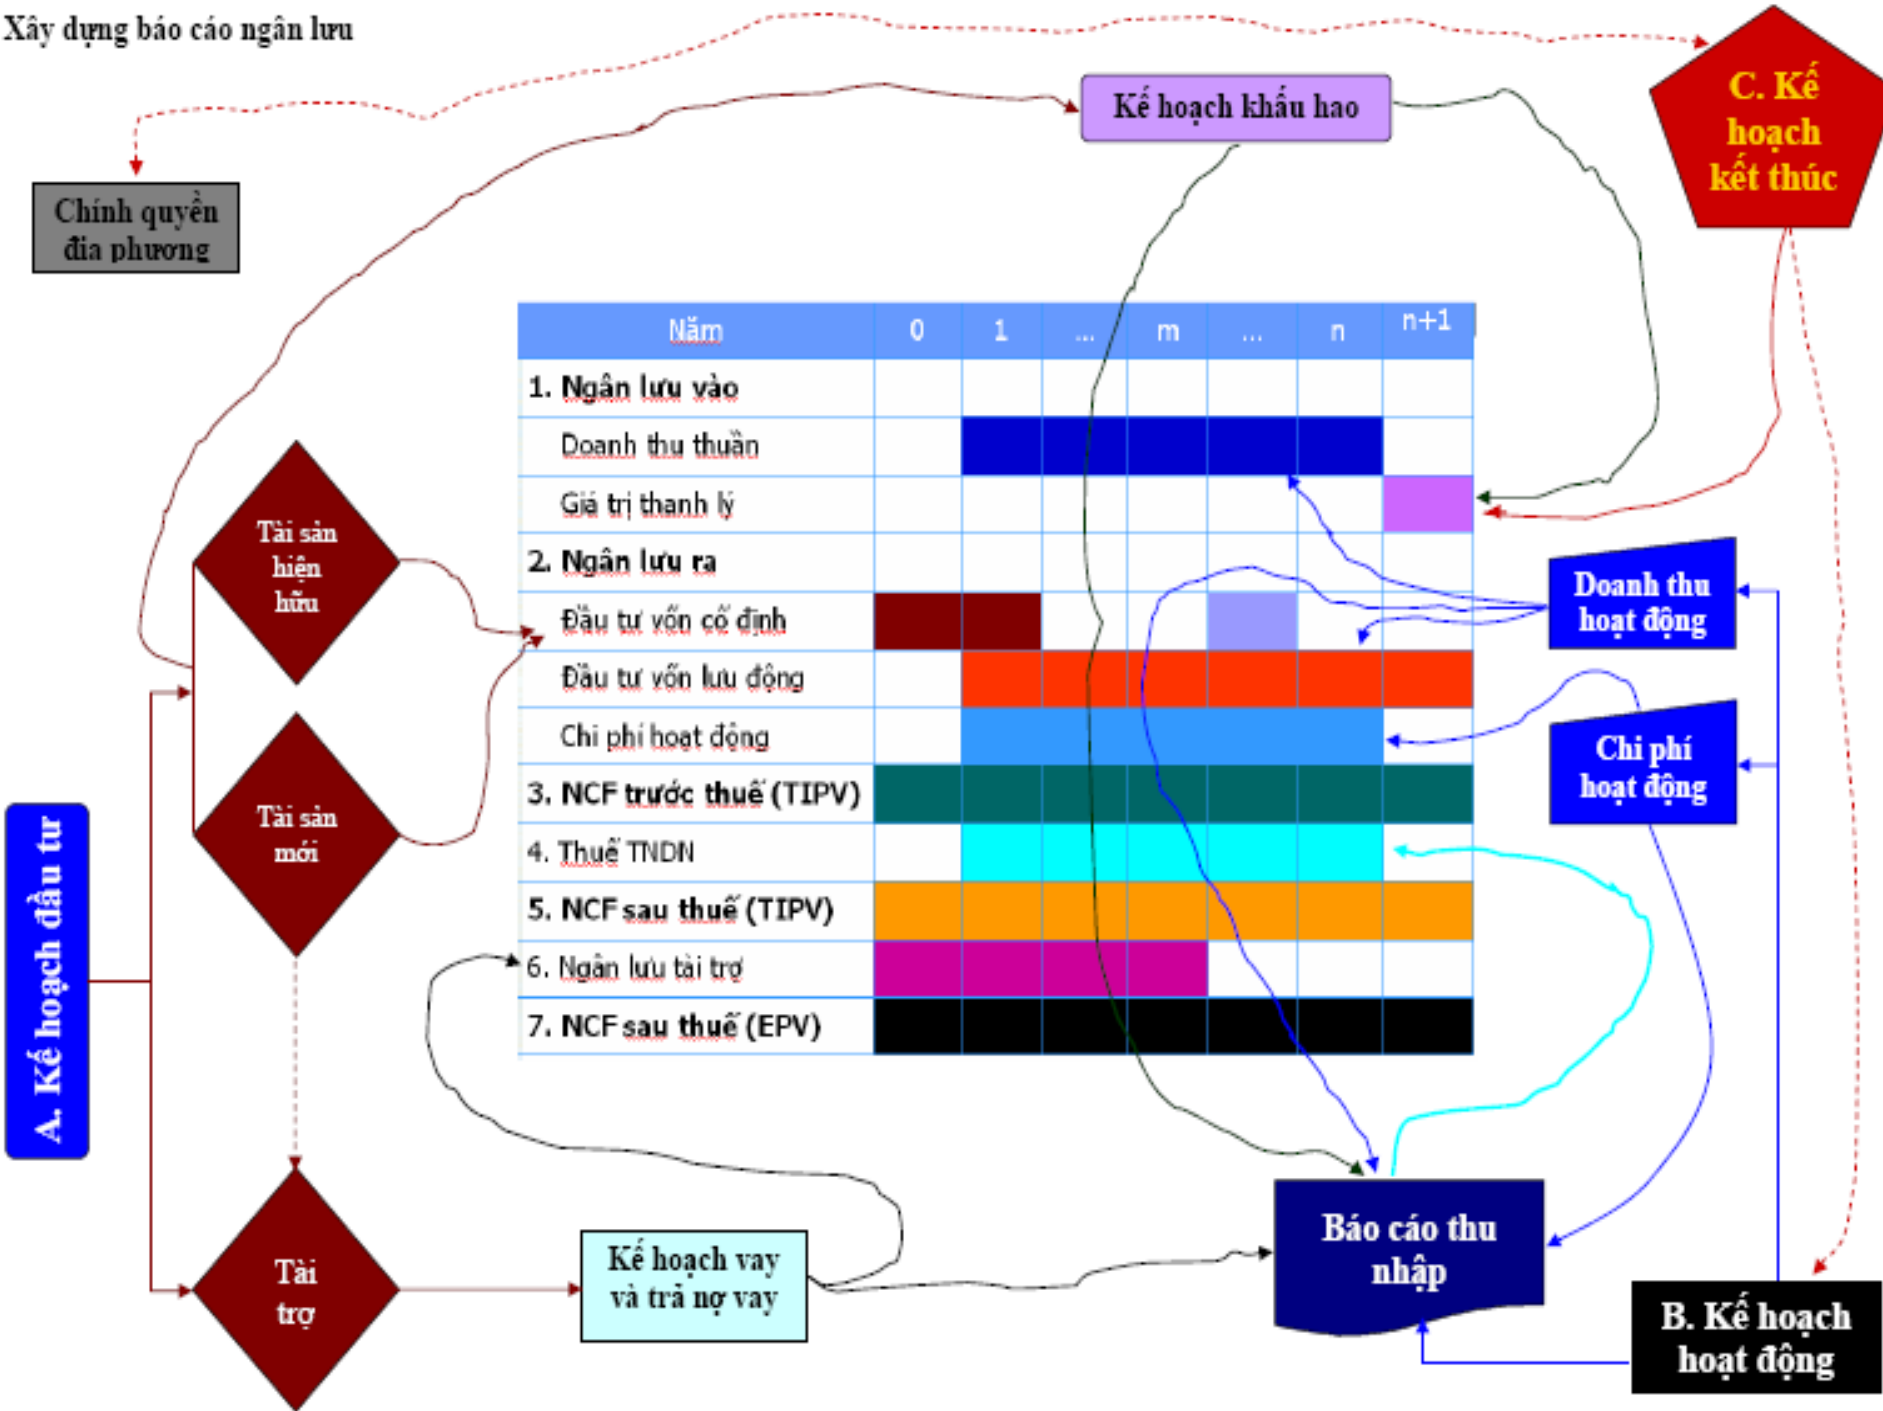 Xây dựng báo cáo ngân lưu
C. Kế
hoạch
kết thúc
Kế hoạch khấu hao
Chính quyền
địa phương
Năm 0 1 ... m ... n n+1
1. Ngân lưu vào
Doanh thu thuần
Giá trị thanh lý
2. Ngân lưu ra
Đầu tư vốn cố định
Đầu tư vốn lưu động
Chi phí hoạt động
3. NCF trước thuế (TIPV)
4. Thuế TNDN
5. NCF sau thuế (TIPV)
6. Ngân lưu tài trợ
7. NCF sau thuế (EPV)
Tài sản
hiện
hữu
Tài sản
mới
A. Kế hoạch đầu tư
Tài
trợ
Kế hoạch vay
và trả nợ vay
Doanh thu
hoạt động
Chi phí
hoạt động
Báo cáo thu
nhập
B. Kế hoạch
hoạt động